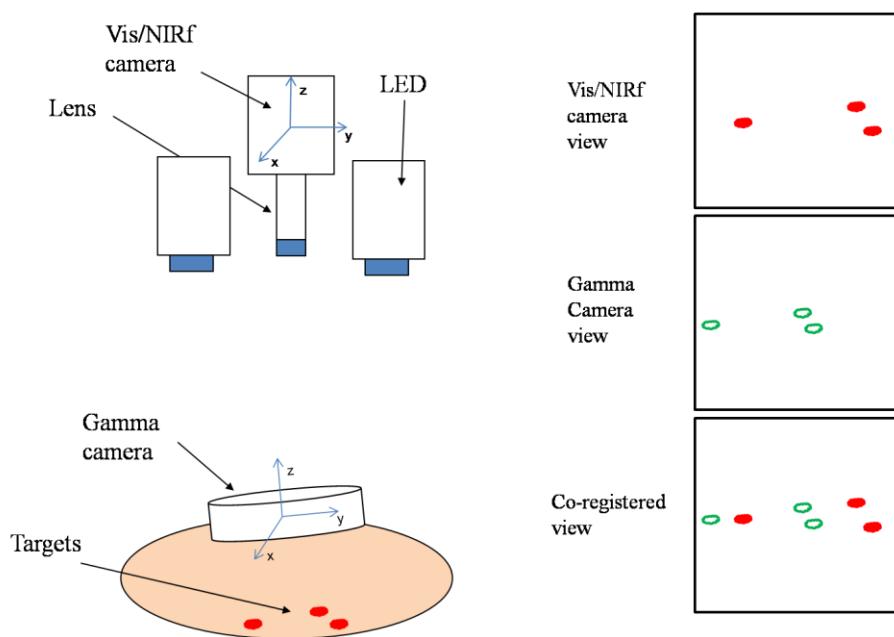 Vis/NIRf
camera
Lens
LED
z
y
x
Gamma
camera
z
y
x
Targets
Vis/NIRf
camera
view
Gamma
Camera
view
Co-registered
view